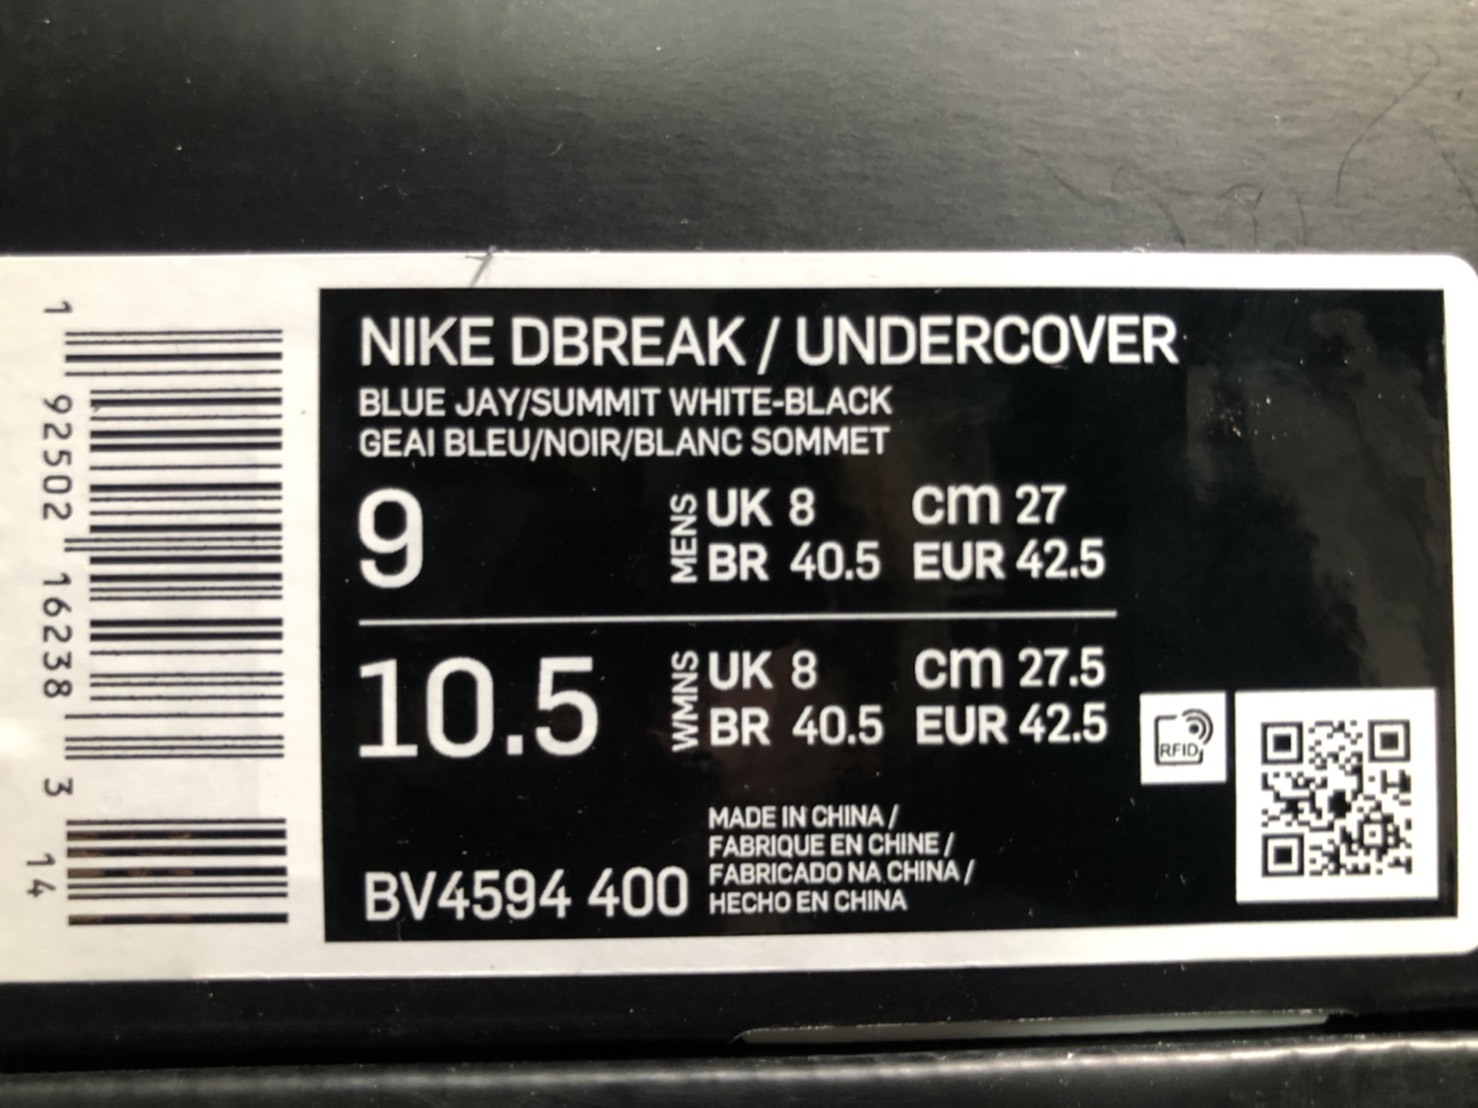 NIKE DBREAK / UNDERCOVER
BLUE JAY/SUMMIT WHITE-BLACK
GEAI BLEU/NOIR/BLANC SOMMET
9
MENS
UK 8 cm 27
BR 40.5 EUR 42.5
10.5
WMNS
UK 8 cm 27.5
BR 40.5 EUR 42.5
RFID
BV4594 400
MADE IN CHINA /
FABRIQUE EN CHINE /
FABRICADO NA CHINA /
HECHO EN CHINA
1 92502 16238 3 14